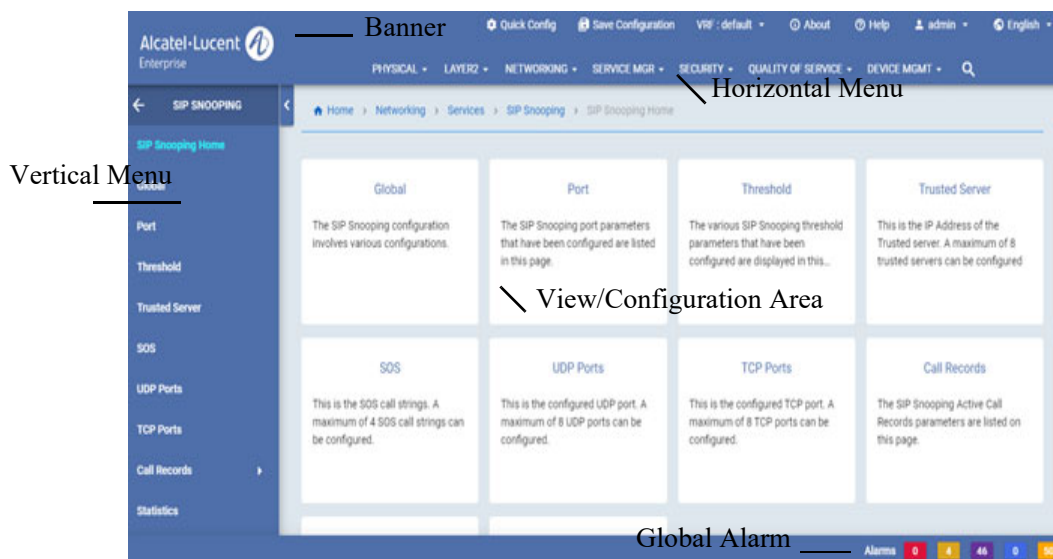 Banner
Quick Config Save Configuration VRF : default About Help admin English
Alcatel·Lucent
Enterprise
PHYSICAL LAYER2 NETWORKING SERVICE MGR SECURITY QUALITY OF SERVICE DEVICE MGMT
Horizontal Menu
SIP SNOOPING
Home > Networking > Services > SIP Snooping > SIP Snooping Home
SIP Snooping Home
Vertical Menu
Global
Port
Threshold
Trusted Server
SOS
UDP Ports
TCP Ports
Call Records
Statistics
Global
The SIP Snooping configuration
involves various configurations.
Port
The SIP Snooping port parameters
that have been configured are listed
in this page.
Threshold
The various SIP Snooping threshold
parameters that have been
configured are displayed in this...
Trusted Server
This is the IP Address of the
Trusted server. A maximum of 8
trusted servers can be configured
View/Configuration Area
SOS
This is the SOS call strings. A
maximum of 4 SOS call strings can
be configured.
UDP Ports
This is the configured UDP port. A
maximum of 8 UDP ports can be
configured.
TCP Ports
This is the configured TCP port. A
maximum of 8 TCP ports can be
configured.
Call Records
The SIP Snooping Active Call
Records parameters are listed on
this page.
Global Alarm
Alarms 0 4 46 0